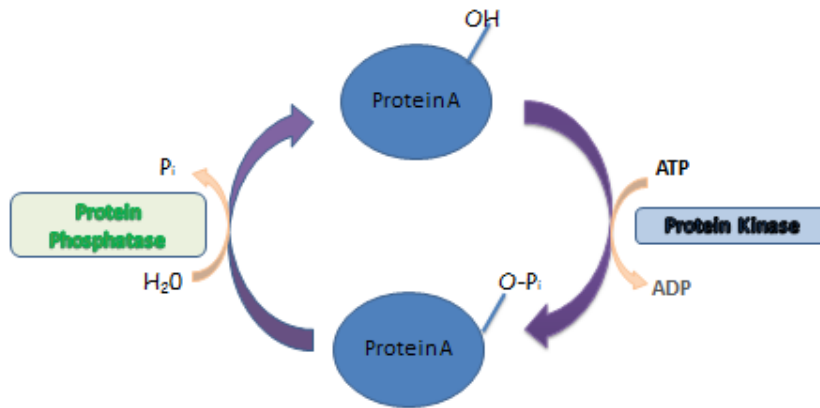 OH
Protein A
Pi
ATP
Protein
Phosphatase
Protein Kinase
H₂0
O-Pi
ADP
Protein A